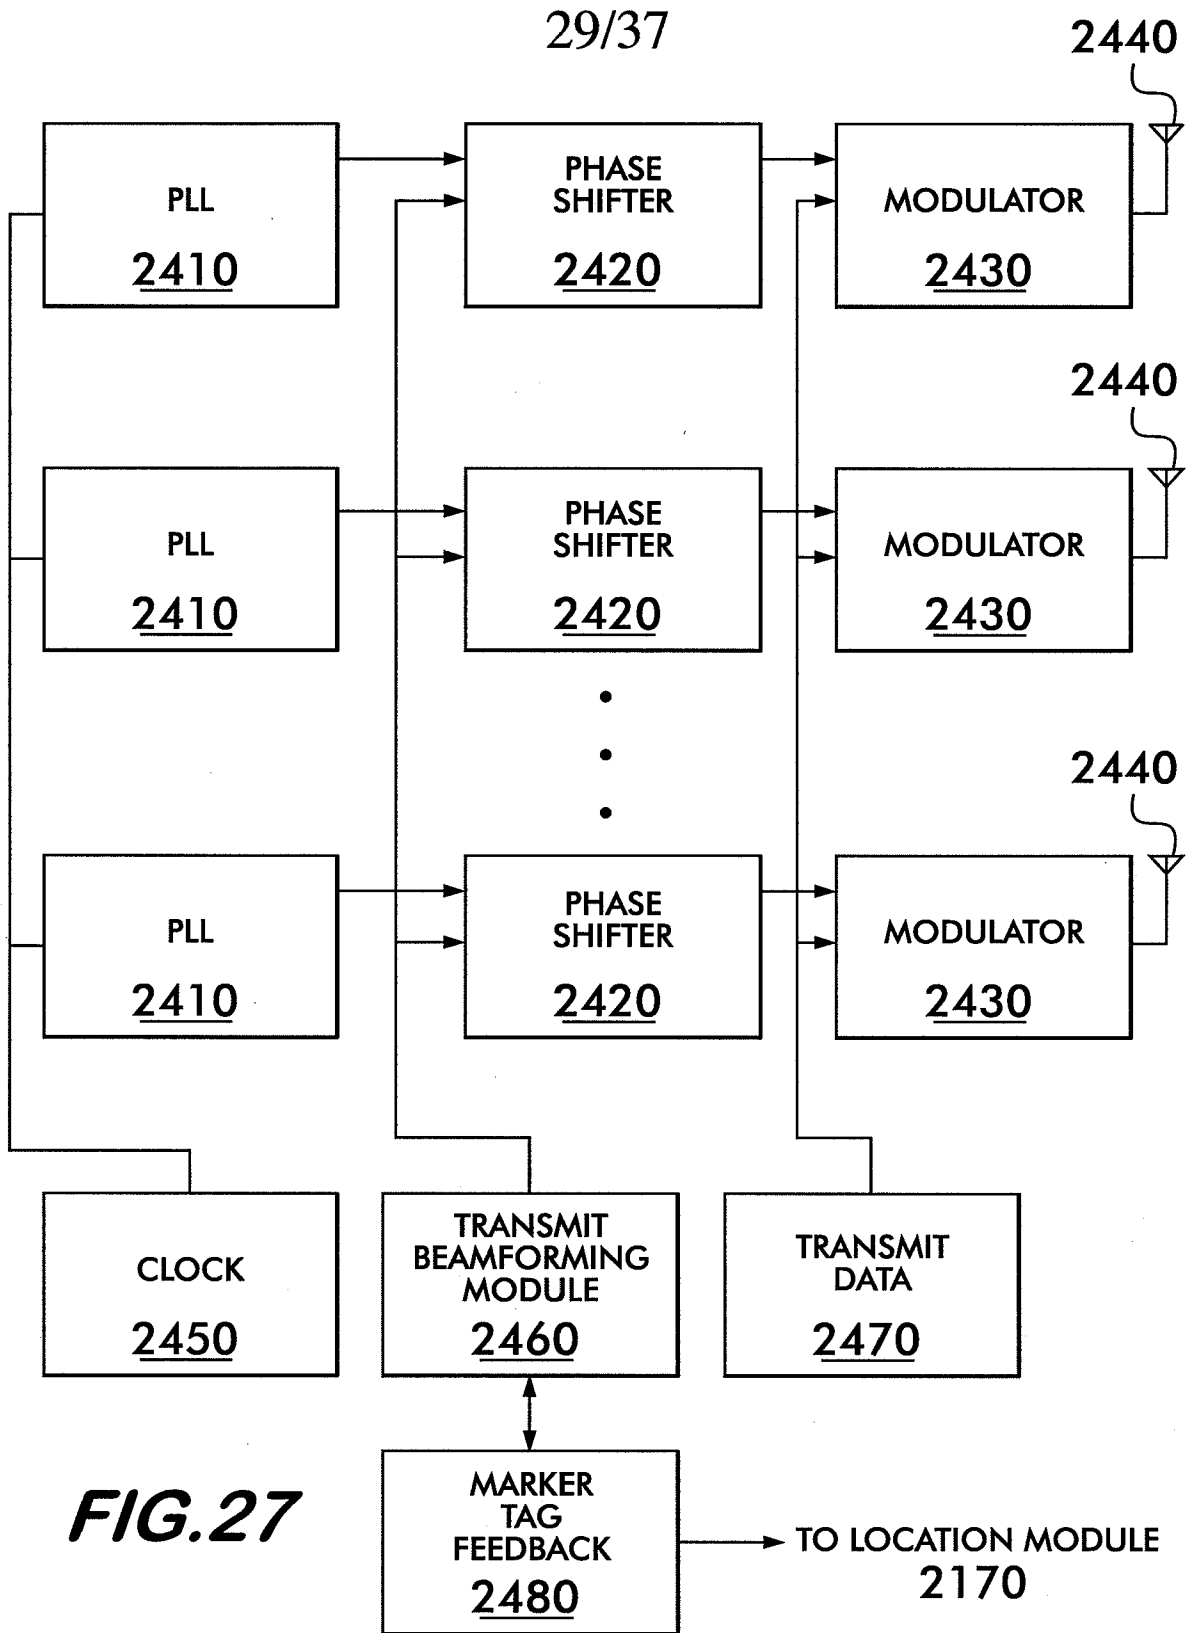 29/37
2440
PLL
2410
PHASE
SHIFTER
2420
MODULATOR
2430
2440
PLL
2410
PHASE
SHIFTER
2420
MODULATOR
2430
2440
PLL
2410
PHASE
SHIFTER
2420
MODULATOR
2430
CLOCK
2450
TRANSMIT
BEAMFORMING
MODULE
2460
TRANSMIT
DATA
2470
MARKER
TAG
FEEDBACK
2480
TO LOCATION MODULE
2170
FIG.27